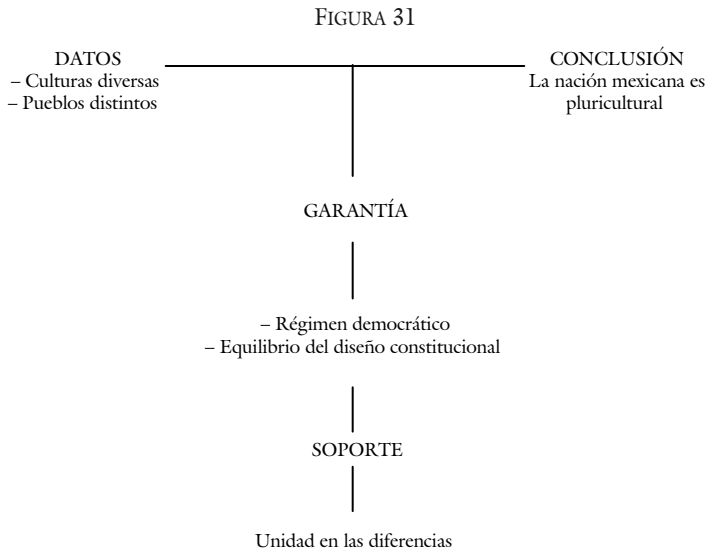 FIGURA 31
DATOS
– Culturas diversas
– Pueblos distintos
CONCLUSIÓN
La nación mexicana es
pluricultural
GARANTÍA
– Régimen democrático
– Equilibrio del diseño constitucional
SOPORTE
Unidad en las diferencias